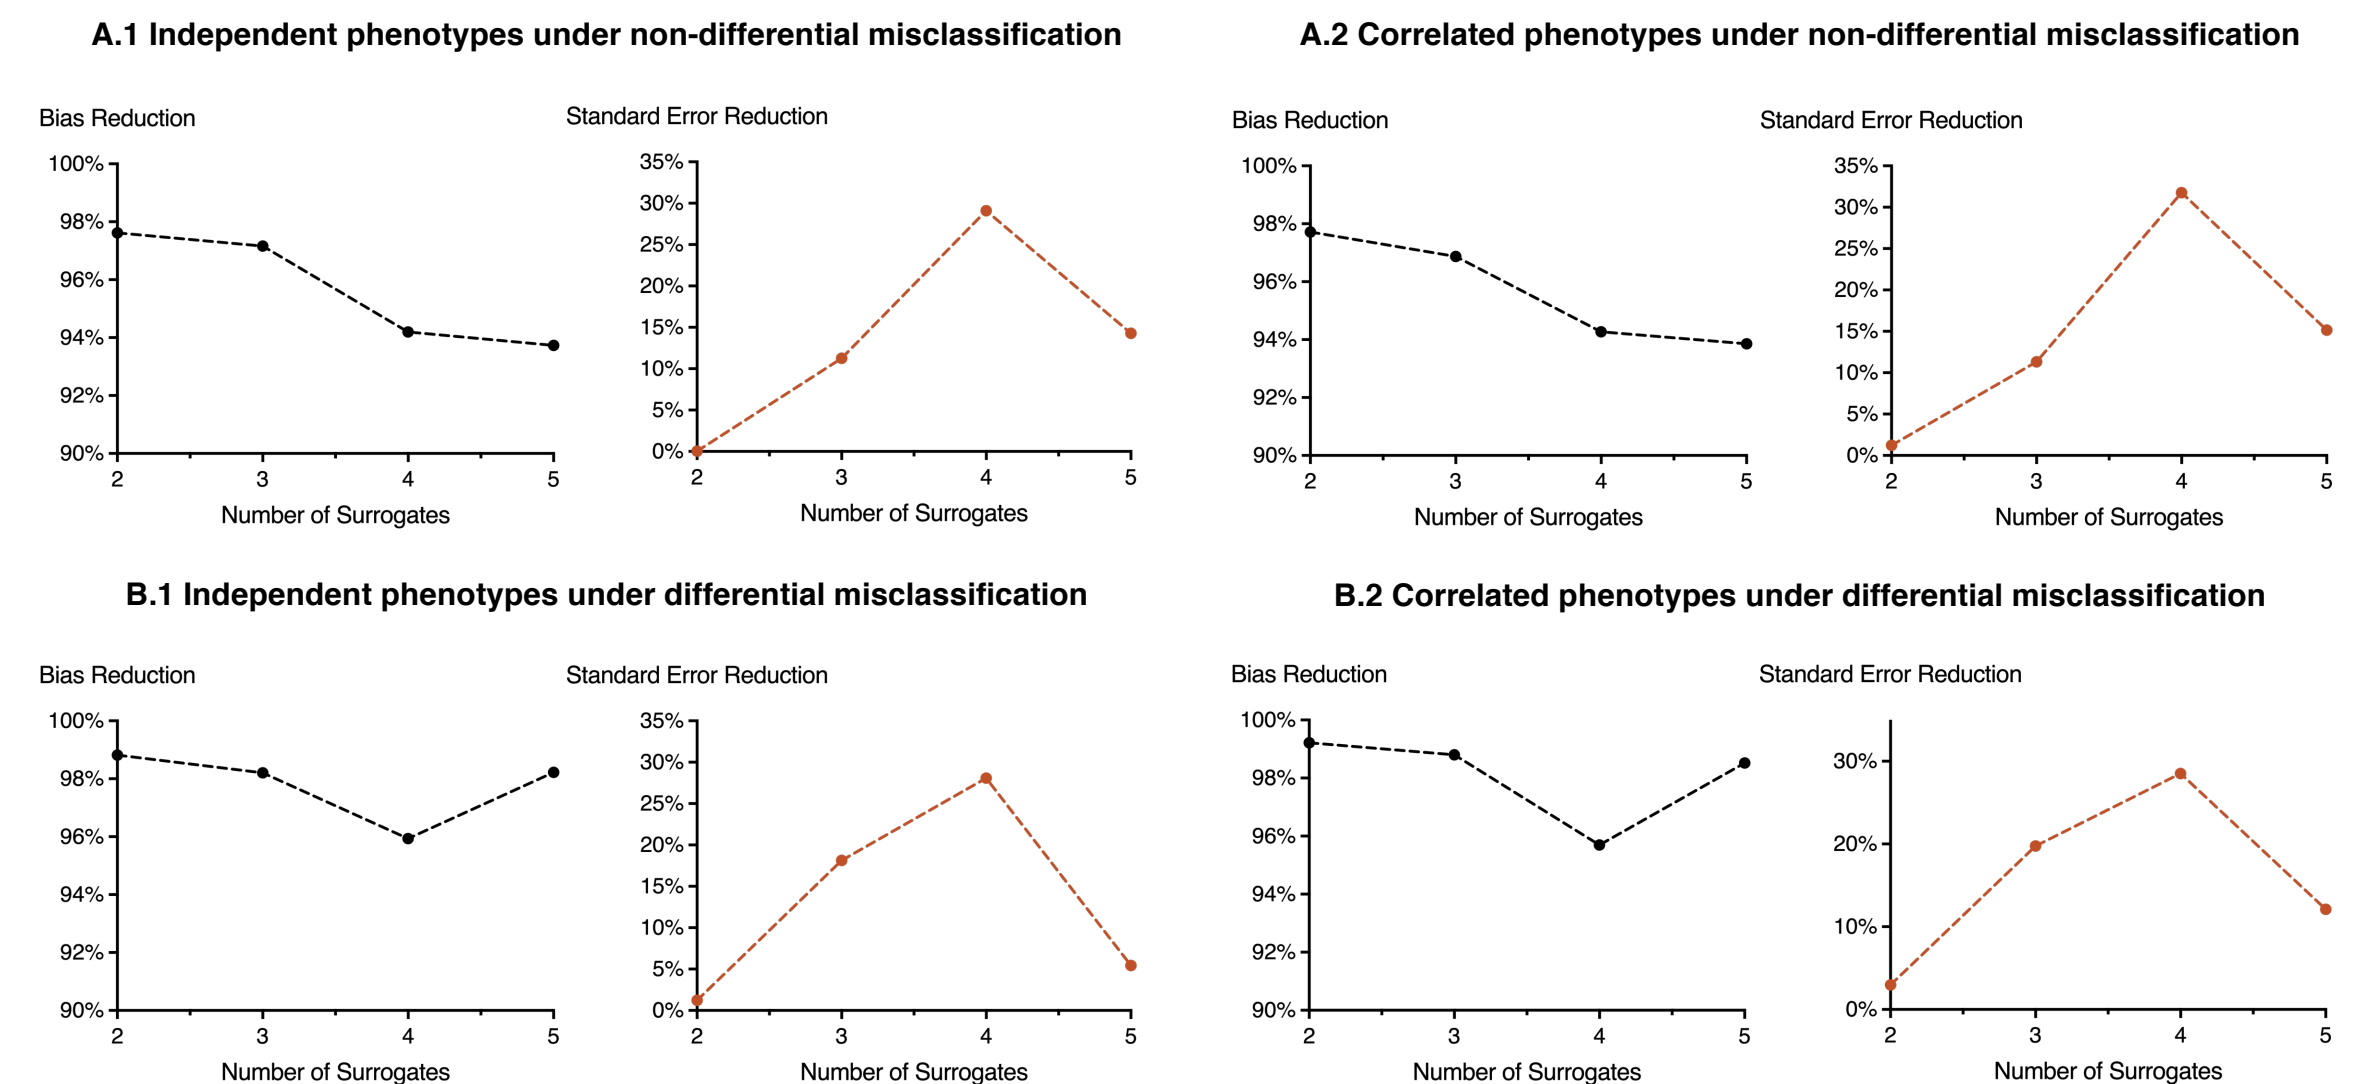 A.1 Independent phenotypes under non-differential misclassification
Bias Reduction
100%
98%
96%
94%
92%
90%
2 3 4 5
Number of Surrogates
Standard Error Reduction
35%
30%
25%
20%
15%
10%
5%
0%
2 3 4 5
Number of Surrogates
A.2 Correlated phenotypes under non-differential misclassification
Bias Reduction
100%
98%
96%
94%
92%
90%
2 3 4 5
Number of Surrogates
Standard Error Reduction
35%
30%
25%
20%
15%
10%
5%
0%
2 3 4 5
Number of Surrogates
B.1 Independent phenotypes under differential misclassification
Bias Reduction
100%
98%
96%
94%
92%
90%
2 3 4 5
Number of Surrogates
Standard Error Reduction
35%
30%
25%
20%
15%
10%
5%
0%
2 3 4 5
Number of Surrogates
B.2 Correlated phenotypes under differential misclassification
Bias Reduction
100%
98%
96%
94%
92%
90%
2 3 4 5
Number of Surrogates
Standard Error Reduction
30%
20%
10%
0%
2 3 4 5
Number of Surrogates